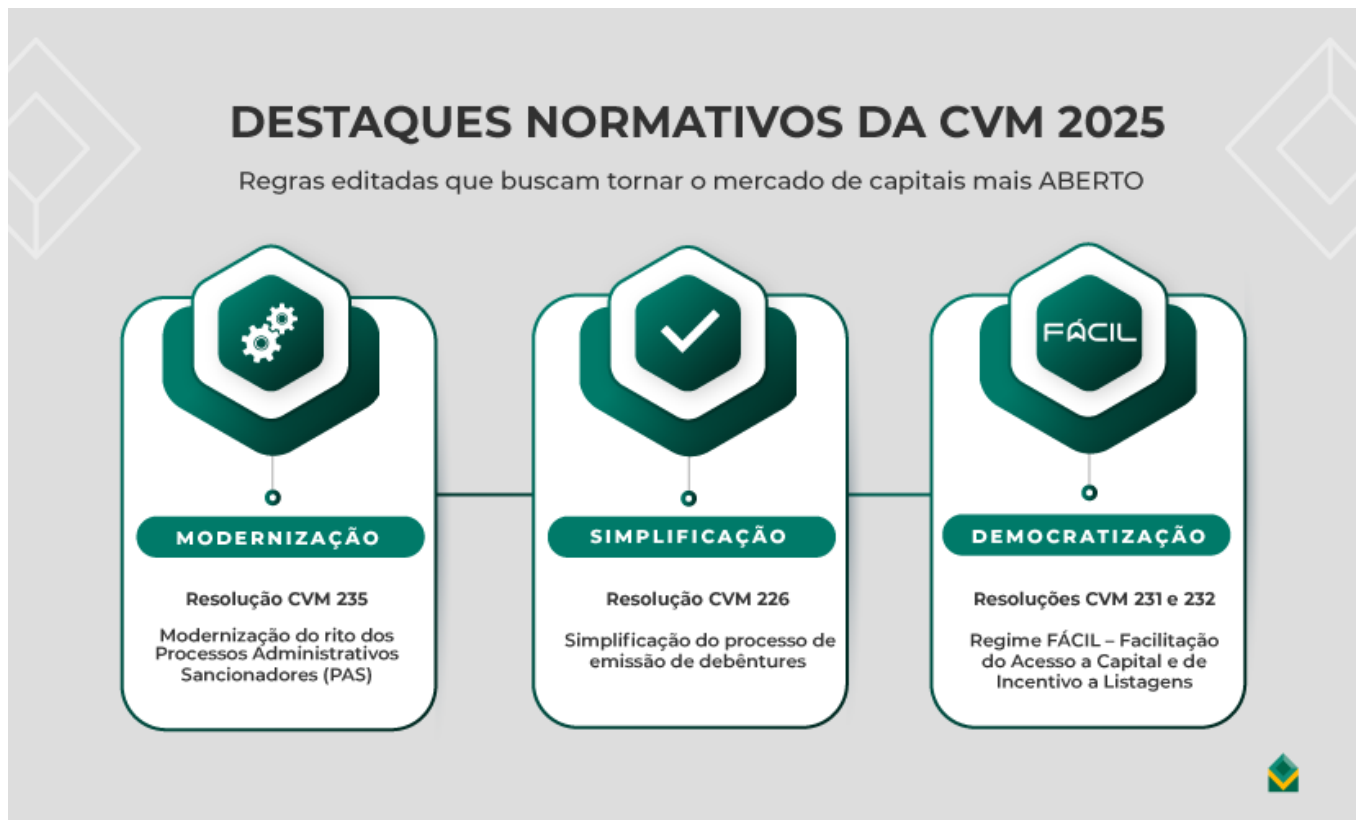 DESTAQUES NORMATIVOS DA CVM 2025
Regras editadas que buscam tornar o mercado de capitais mais ABERTO
MODERNIZAÇÃO
Resolução CVM 235
Modernização do rito dos
Processos Administrativos
Sancionadores (PAS)
SIMPLIFICAÇÃO
Resolução CVM 226
Simplificação do processo de
emissão de debêntures
FÁCIL
DEMOCRATIZAÇÃO
Resoluções CVM 231 e 232
Regime FÁCIL – Facilitação
do Acesso a Capital e de
Incentivo a Listagens